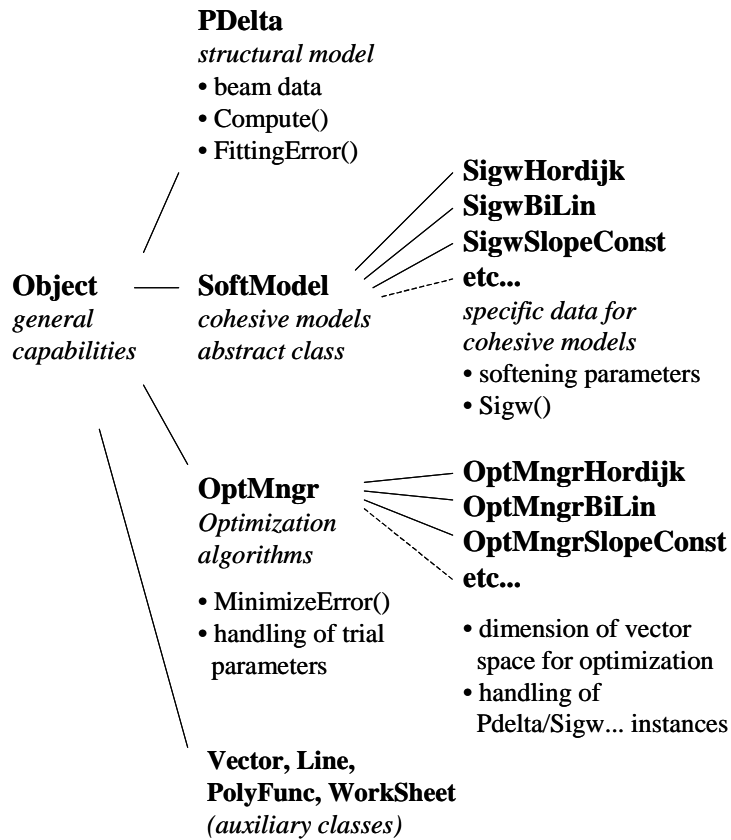 PDelta
structural model
• beam data
• Compute()
• FittingError()
Object
general
capabilities
SoftModel
cohesive models
abstract class
SigwHordijk
SigwBiLin
SigwSlopeConst
etc...
specific data for
cohesive models
• softening parameters
• Sigw()
OptMngr
Optimization
algorithms
• MinimizeError()
• handling of trial
parameters
OptMngrHordijk
OptMngrBiLin
OptMngrSlopeConst
etc...
• dimension of vector
space for optimization
• handling of
Pdelta/Sigw... instances
Vector, Line,
PolyFunc, WorkSheet
(auxiliary classes)